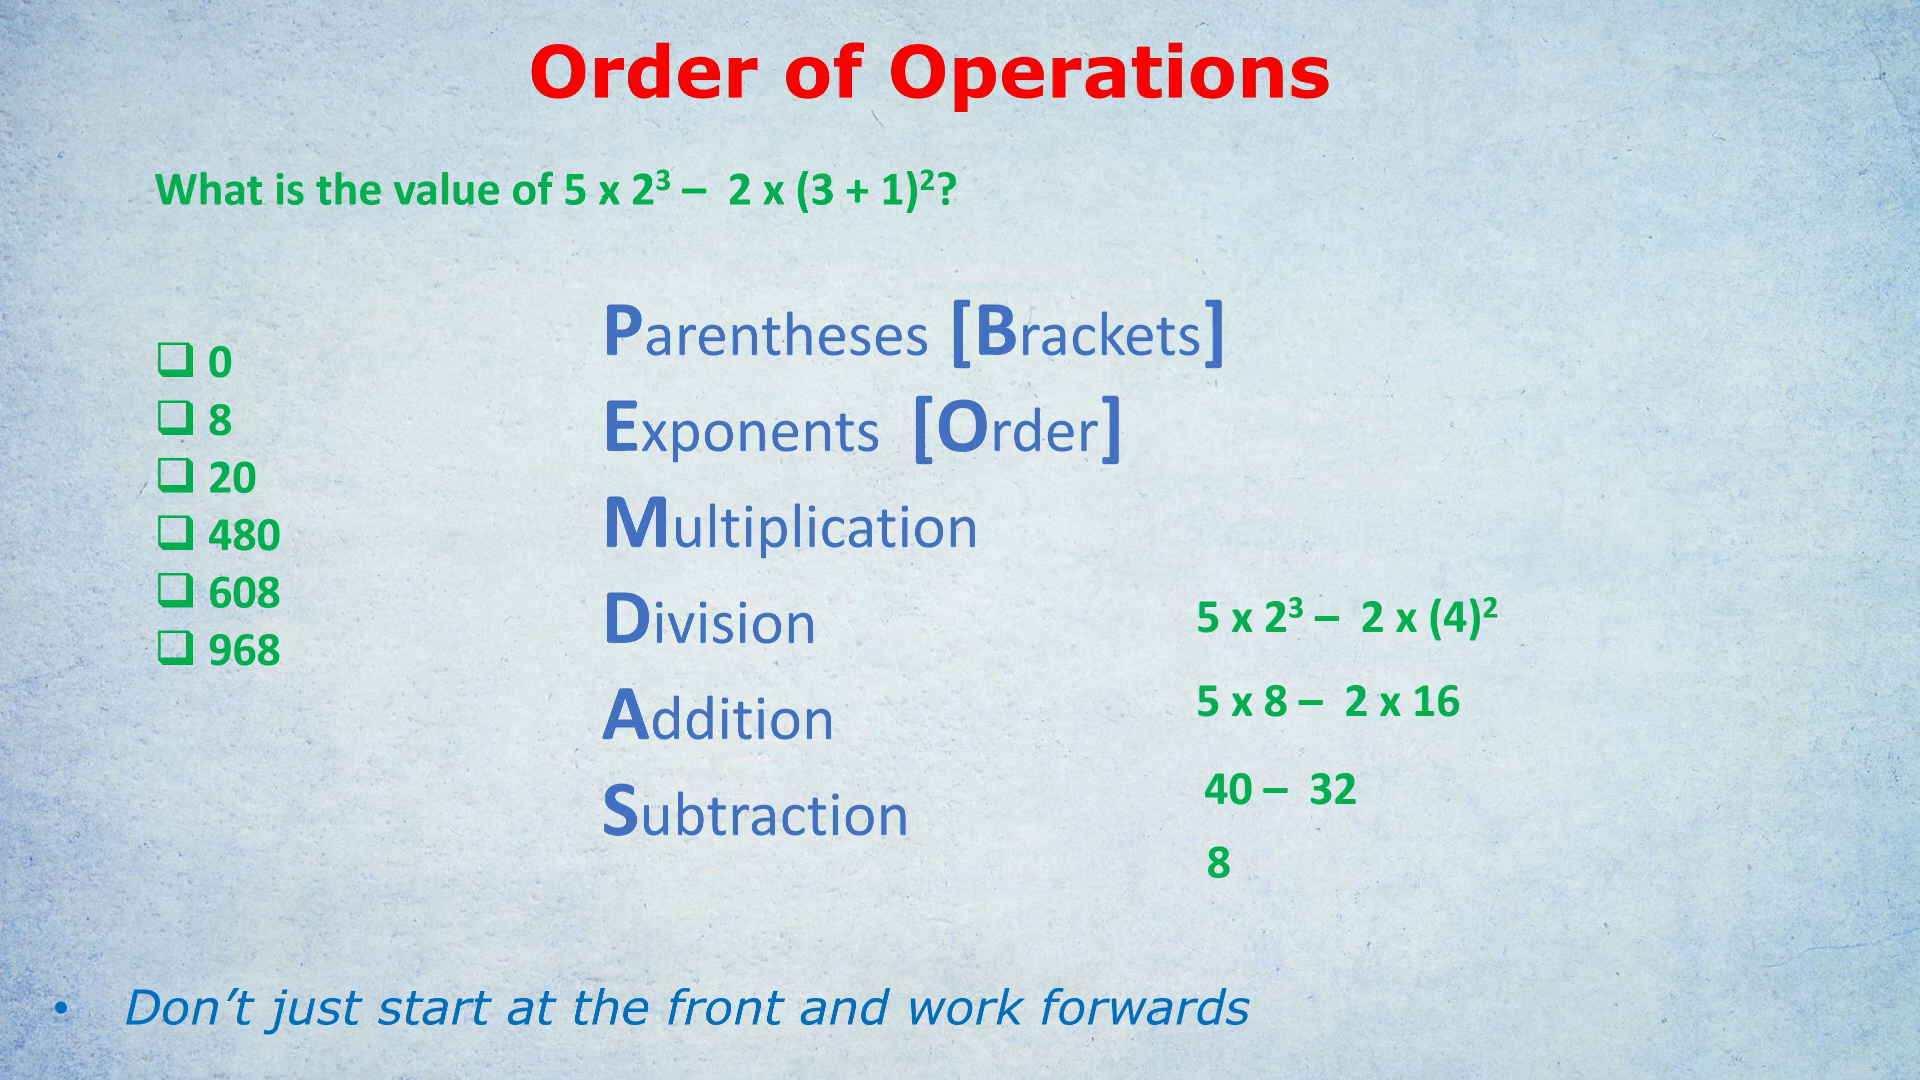 Order of Operations
What is the value of 5 x 2³ – 2 x (3 + 1)²?
❑ 0
❑ 8
❑ 20
❑ 480
❑ 608
❑ 968
Parentheses [Brackets]
Exponents [Order]
Multiplication
Division
Addition
Subtraction
5 x 2³ – 2 x (4)²
5 x 8 – 2 x 16
40 – 32
8
• Don’t just start at the front and work forwards